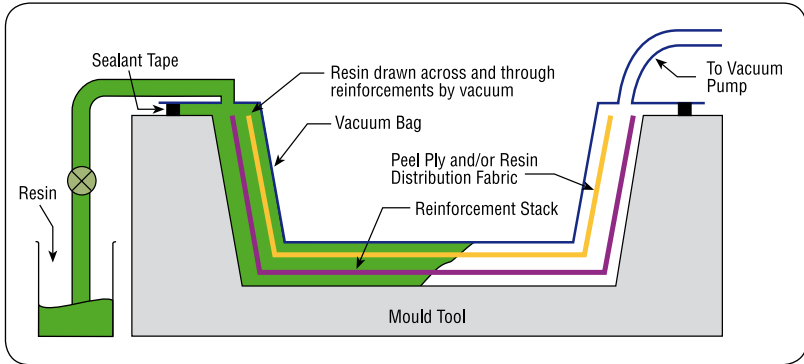 Sealant Tape
Resin drawn across and through
reinforcements by vacuum
To Vacuum
Pump
Vacuum Bag
Peel Ply and/or Resin
Distribution Fabric
Resin
Reinforcement Stack
Mould Tool